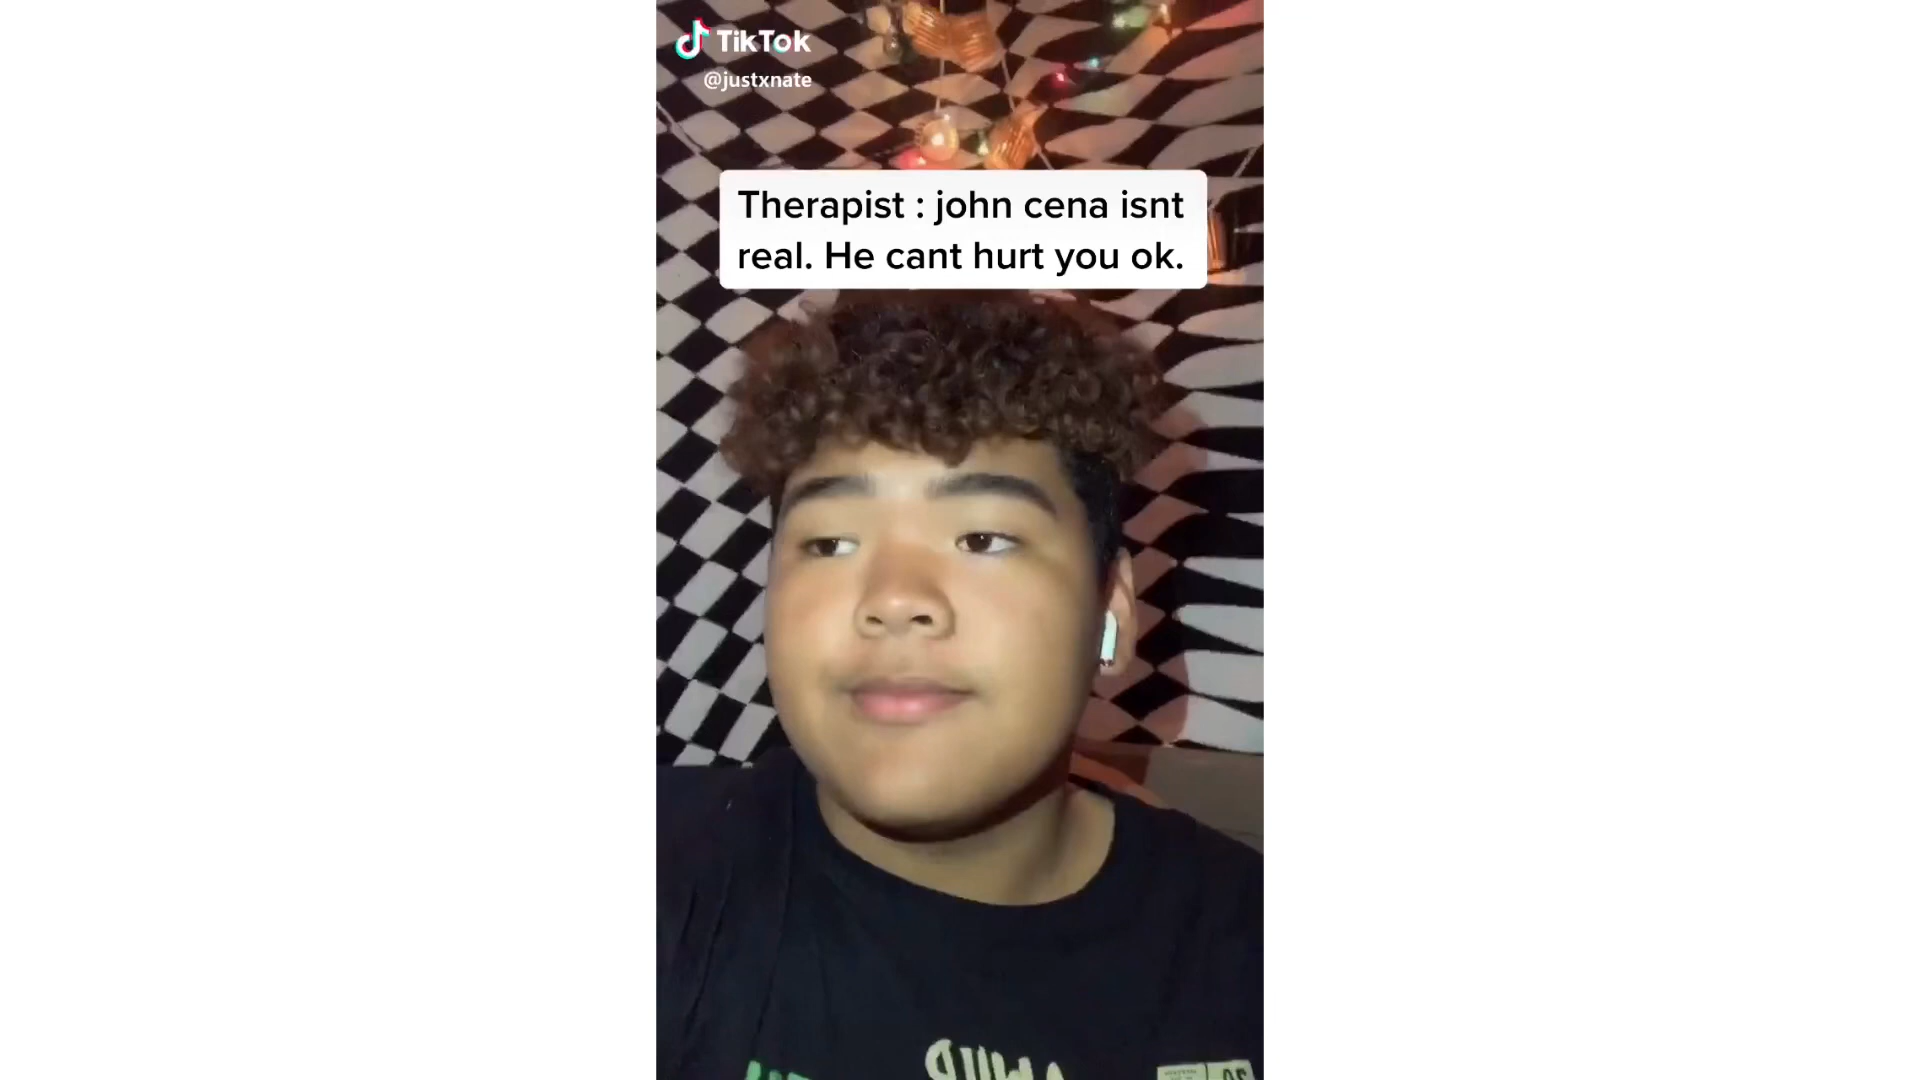 TikTok
@justxnate
Therapist : john cena isnt
real. He cant hurt you ok.